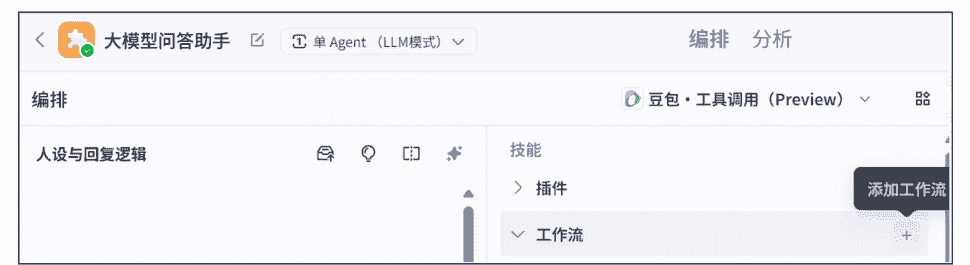 大模型问答助手 单 Agent（LLM模式） 编排 分析
编排 豆包・工具调用（Preview）
人设与回复逻辑 技能
插件 添加工作流
工作流